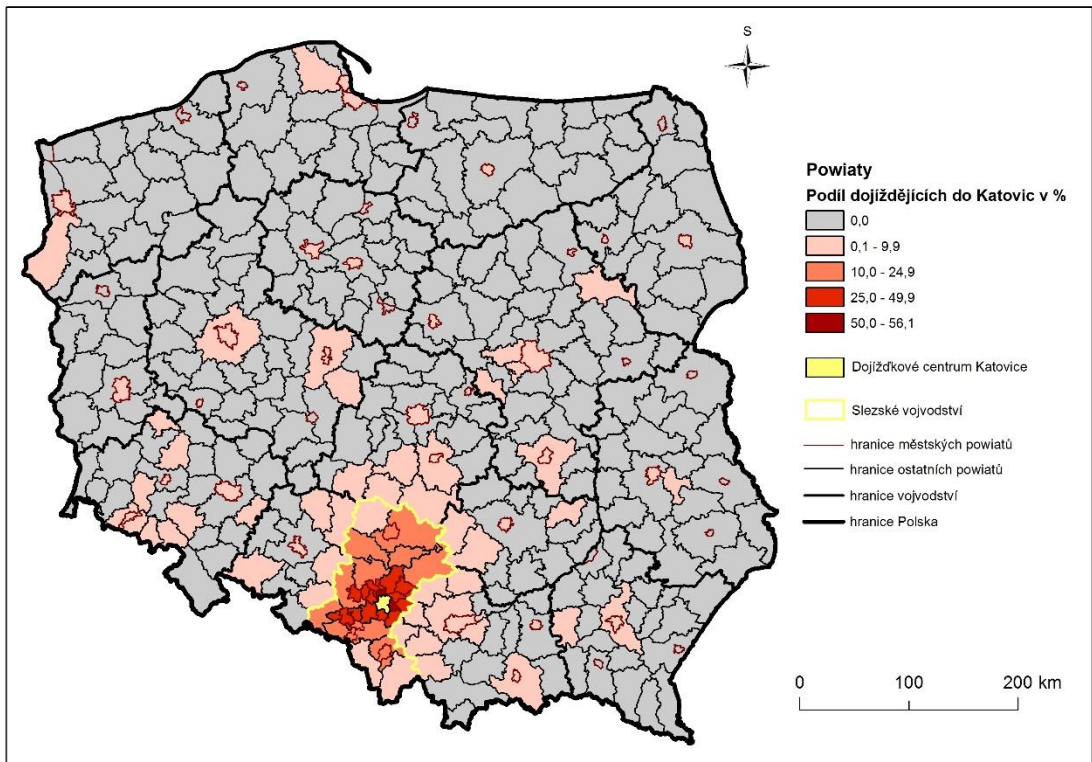 S
Powiaty
Podíl dojíždějících do Katovic v %
0,0
0,1 - 9,9
10,0 - 24,9
25,0 - 49,9
50,0 - 56,1
Dojížďkové centrum Katovice
Slezské vojvodství
hranice městských powiatů
hranice ostatních powiatů
hranice vojvodství
hranice Polska
0 100 200 km